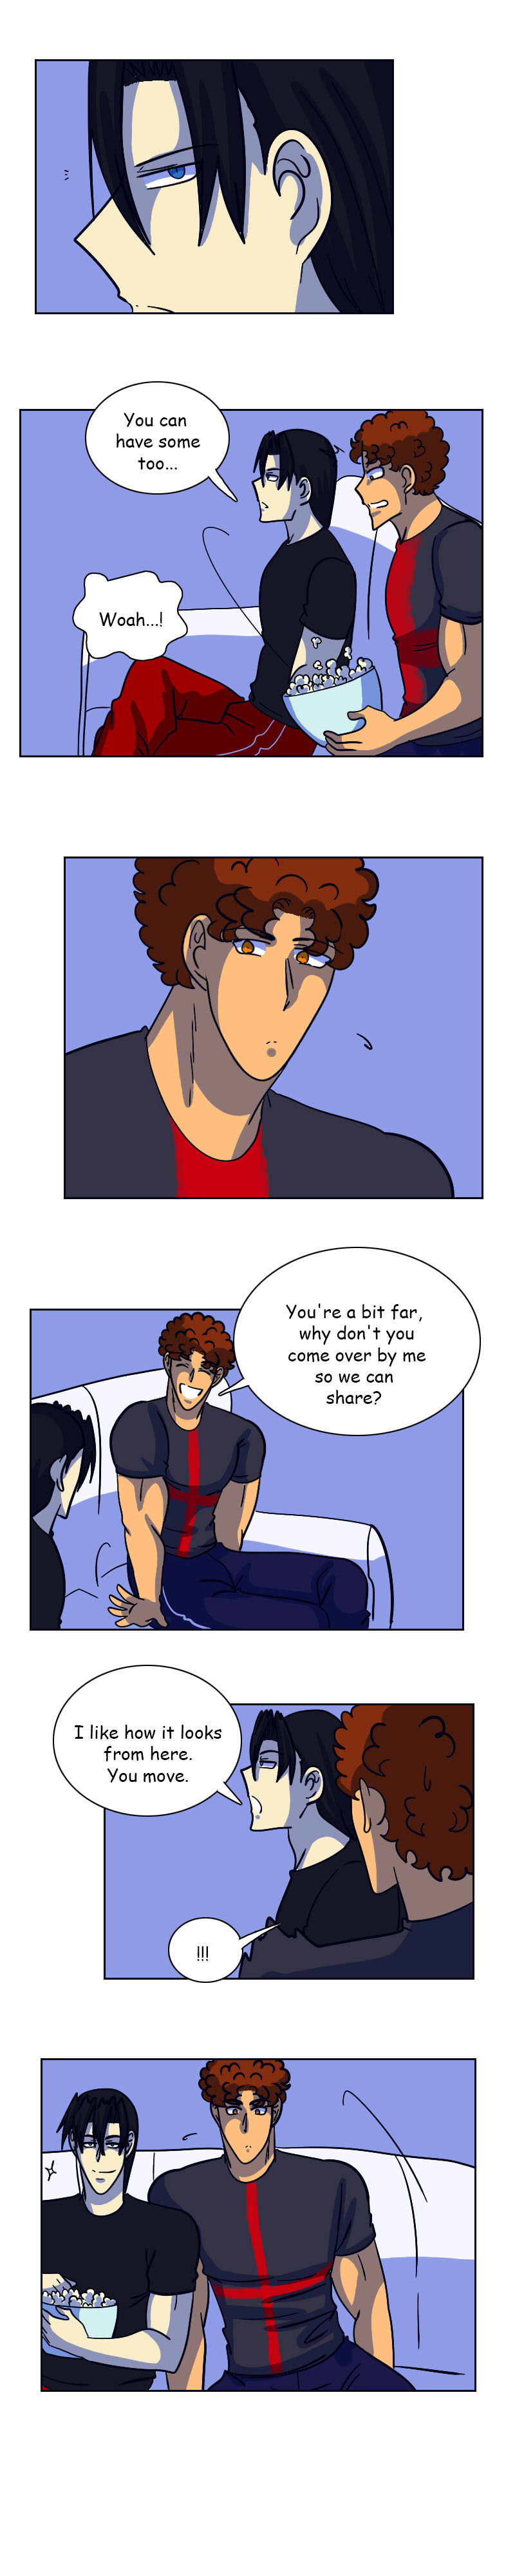 You can
have some
too...
Woah...!
You're a bit far,
why don't you
come over by me
so we can
share?
I like how it looks
from here.
You move.
!!!